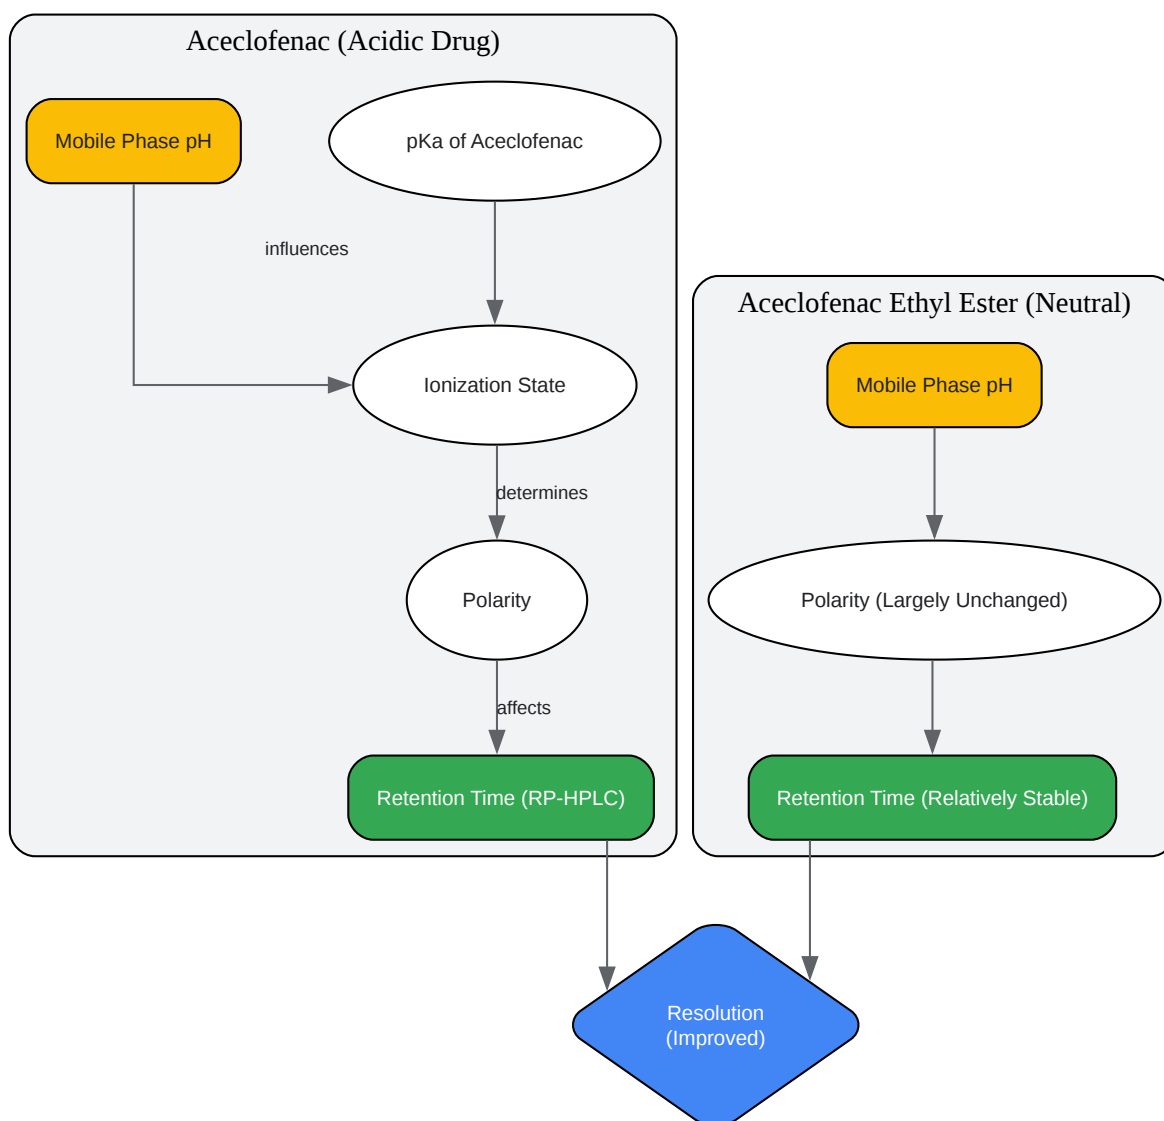 Aceclofenac (Acidic Drug)
Mobile Phase pH
pKa of Aceclofenac
influences
Ionization State
determines
Polarity
affects
Retention Time (RP-HPLC)
Aceclofenac Ethyl Ester (Neutral)
Mobile Phase pH
Polarity (Largely Unchanged)
Retention Time (Relatively Stable)
Resolution
(Improved)